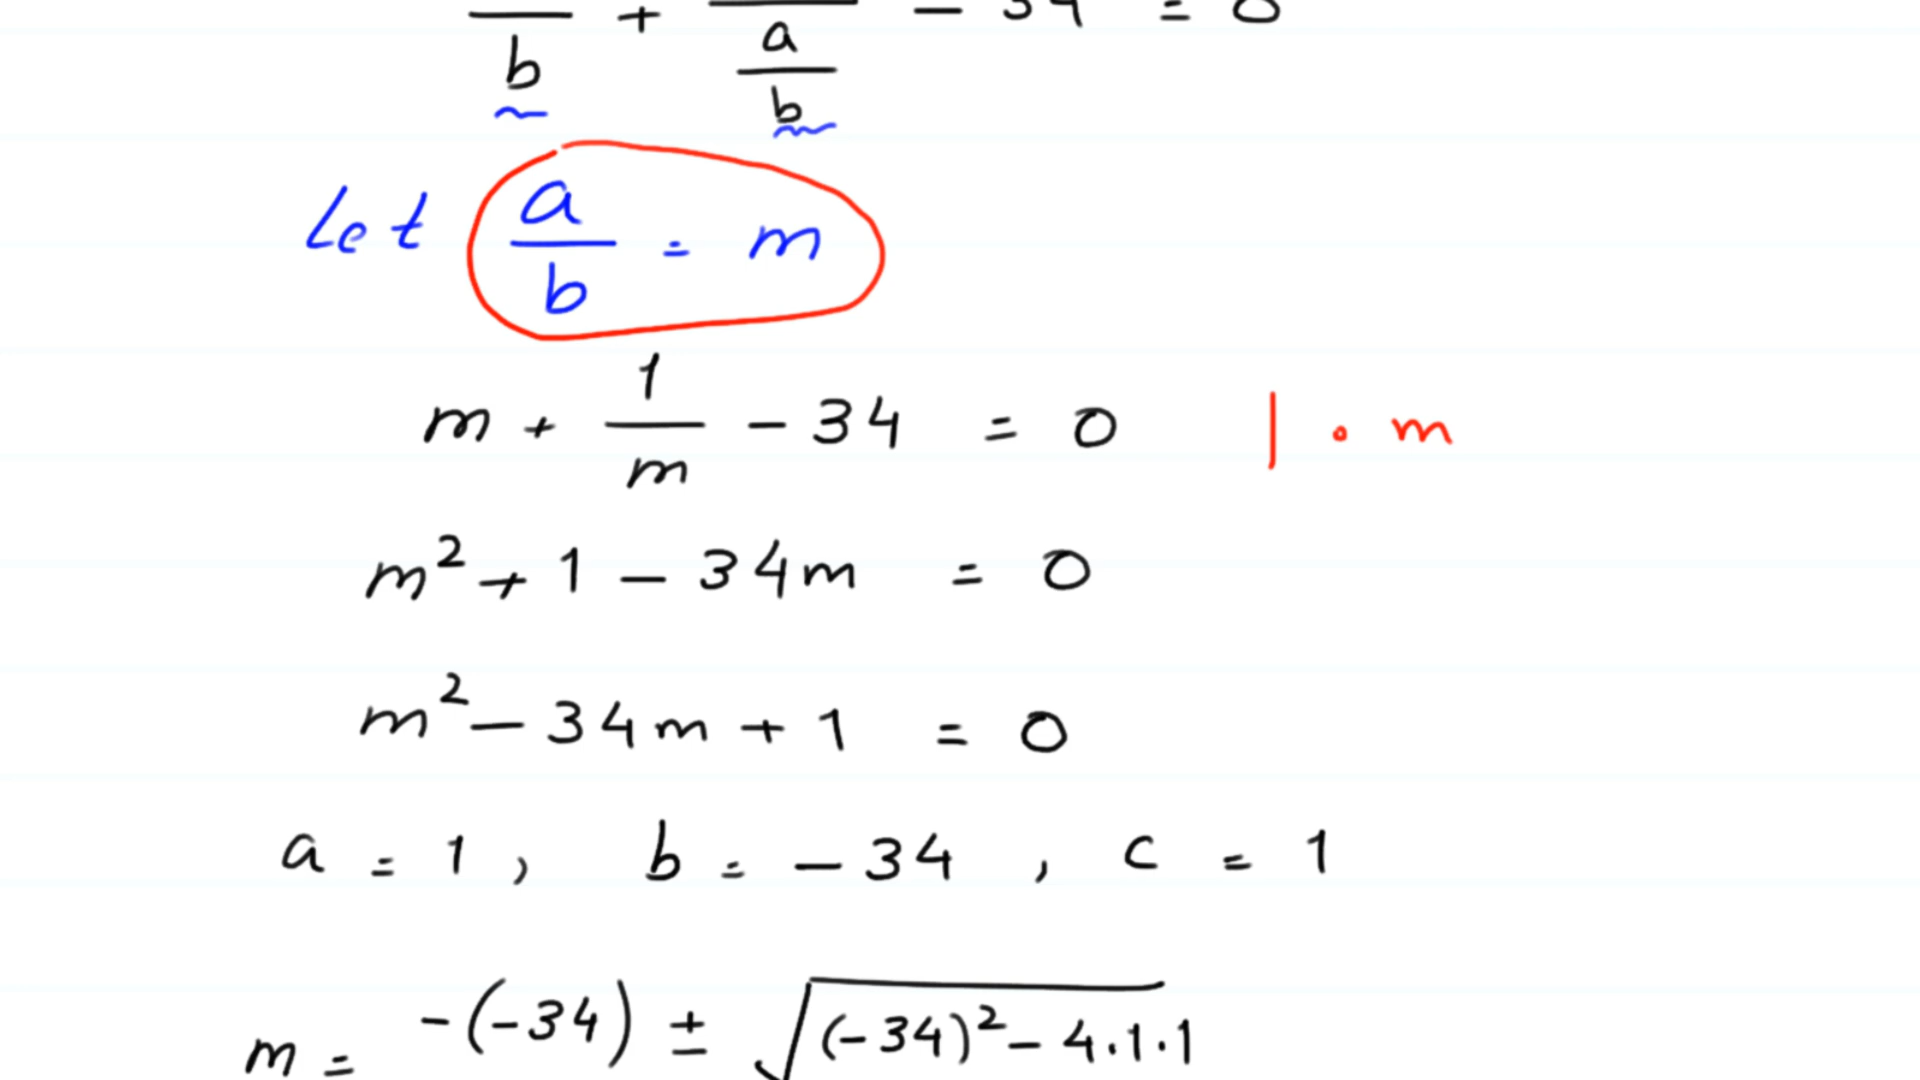 b + a/b - 34 = 0
let a/b = m
m + 1/m - 34 = 0 | · m
m² + 1 - 34m = 0
m² - 34m + 1 = 0
a = 1, b = -34, c = 1
m = -(-34) ± √(-34)² - 4·1·1